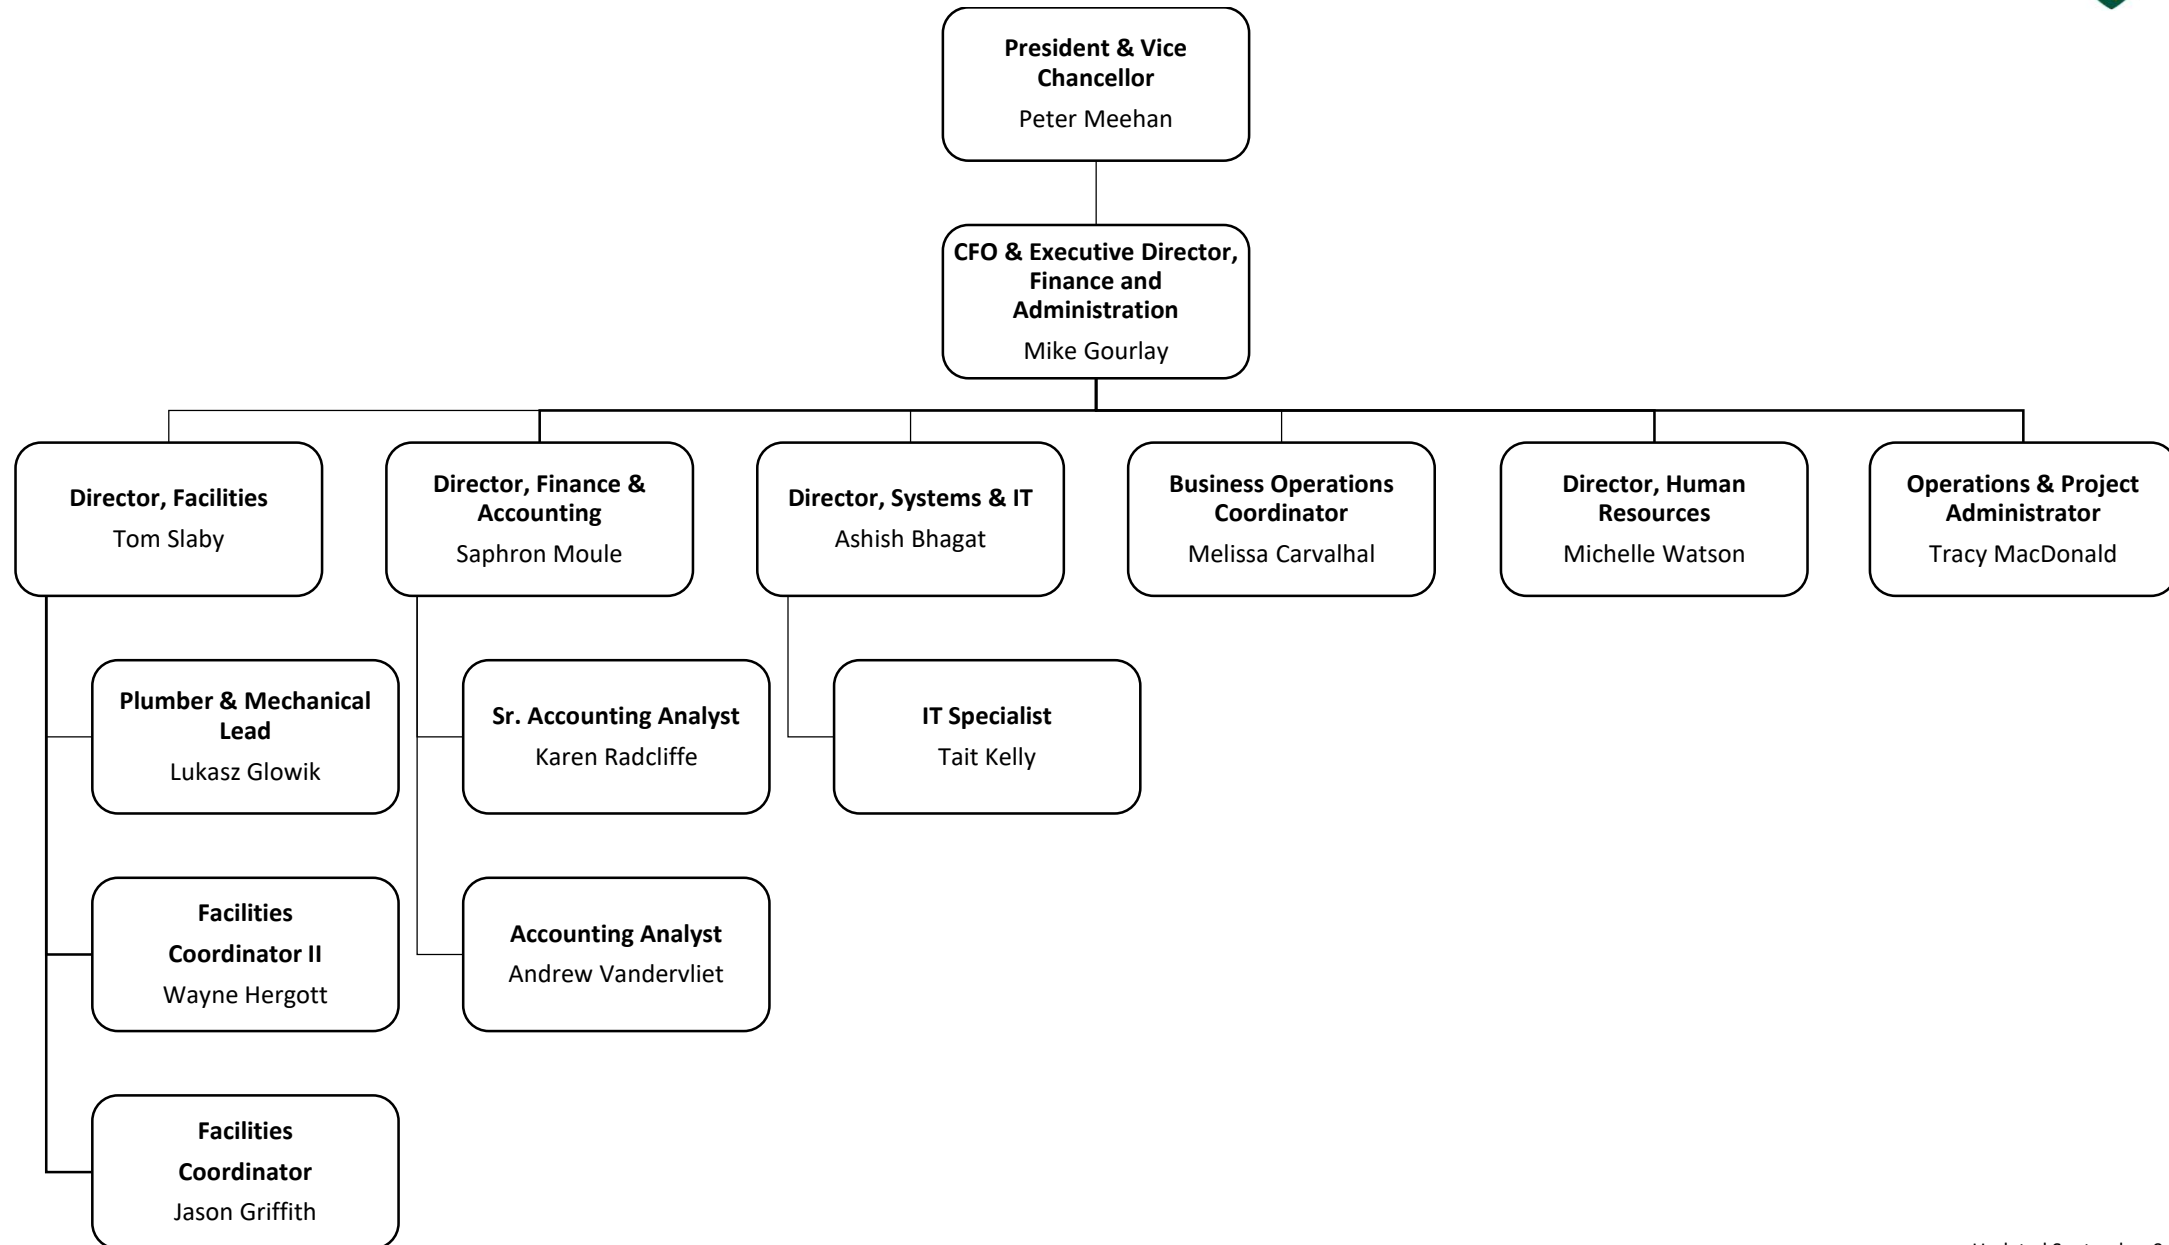 President & Vice
Chancellor
Peter Meehan
CFO & Executive Director,
Finance and
Administration
Mike Gourlay
Director, Facilities
Tom Slaby
Director, Finance &
Accounting
Saphron Moule
Director, Systems & IT
Ashish Bhagat
Business Operations
Coordinator
Melissa Carvalhal
Director, Human
Resources
Michelle Watson
Operations & Project
Administrator
Tracy MacDonald
Plumber & Mechanical
Lead
Lukasz Glowik
Sr. Accounting Analyst
Karen Radcliffe
IT Specialist
Tait Kelly
Facilities
Coordinator II
Wayne Hergott
Accounting Analyst
Andrew Vandervliet
Facilities
Coordinator
Jason Griffith